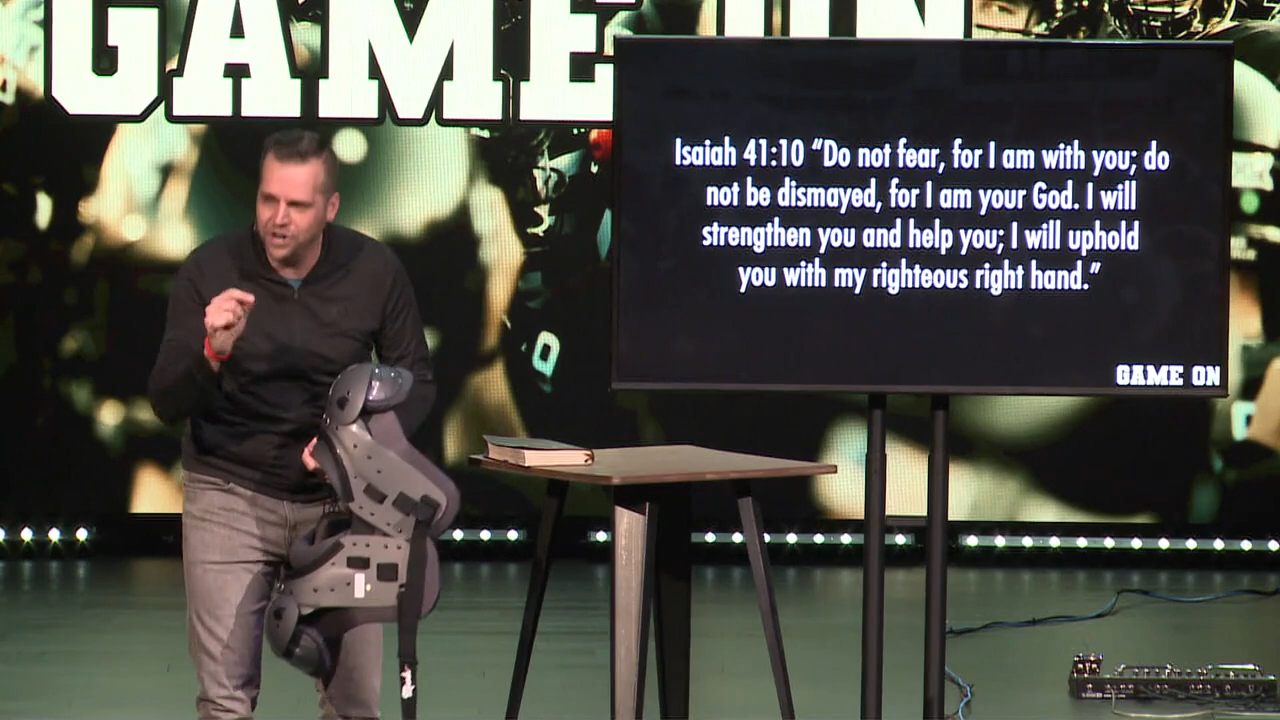 GAME ON
Isaiah 41:10 “Do not fear, for I am with you; do
not be dismayed, for I am your God. I will
strengthen you and help you; I will uphold
you with my righteous right hand.”
GAME ON